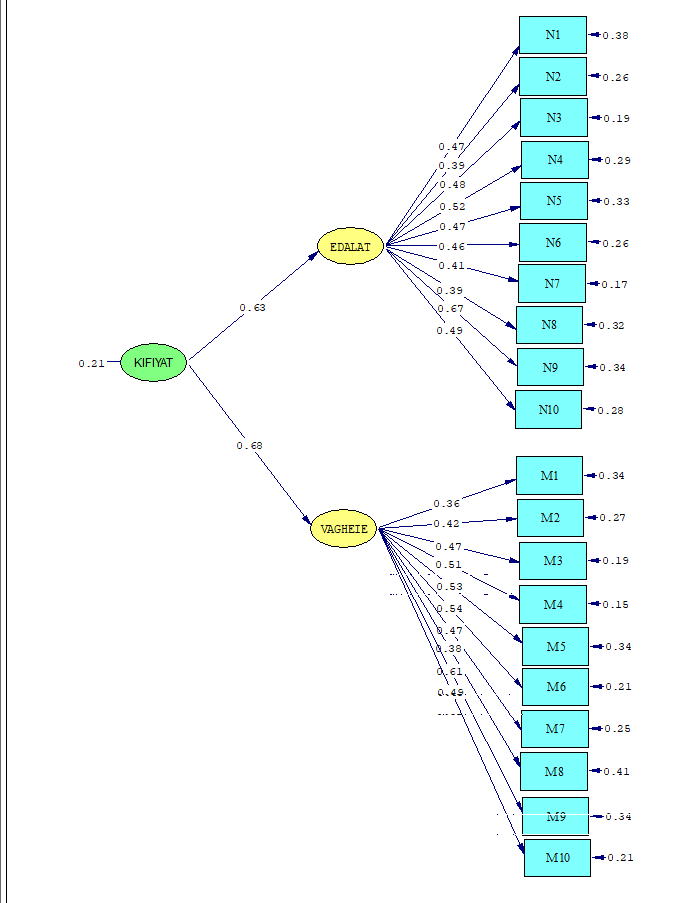 N1
0.38
N2
0.26
N3
0.19
N4
0.29
N5
0.33
N6
0.26
N7
0.17
N8
0.32
N9
0.34
N10
0.28
0.47
0.39
0.48
0.52
0.47
0.46
0.41
0.39
0.67
0.49
EDALAT
0.63
0.21
KIFIYAT
0.68
VAGHEIE
0.36
0.42
0.47
0.51
0.53
0.54
0.47
0.38
0.61
0.49
M1
0.34
M2
0.27
M3
0.19
M4
0.15
M5
0.34
M6
0.21
M7
0.25
M8
0.41
M9
0.34
M10
0.21